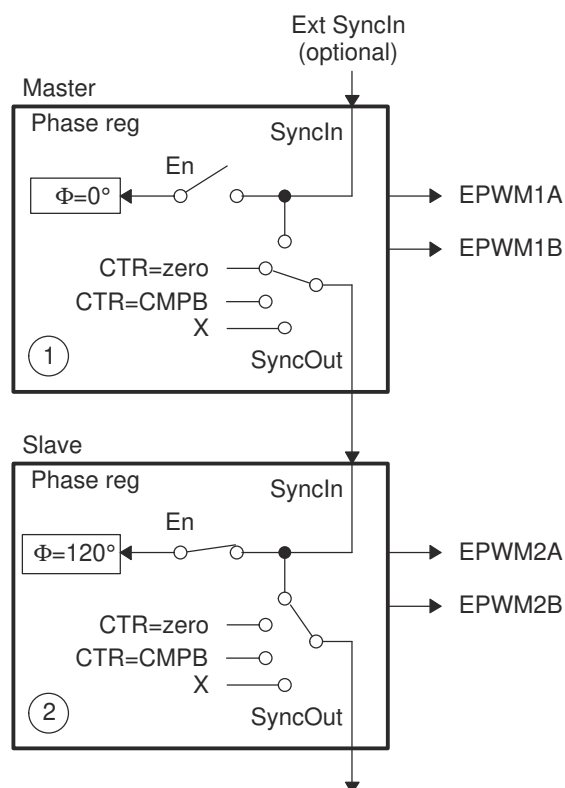 Ext SyncIn
(optional)
Master
Phase reg
SyncIn
En
Φ=0°
EPWM1A
EPWM1B
CTR=zero
CTR=CMPB
X
1
SyncOut
Slave
Phase reg
SyncIn
En
Φ=120°
EPWM2A
EPWM2B
CTR=zero
CTR=CMPB
X
2
SyncOut